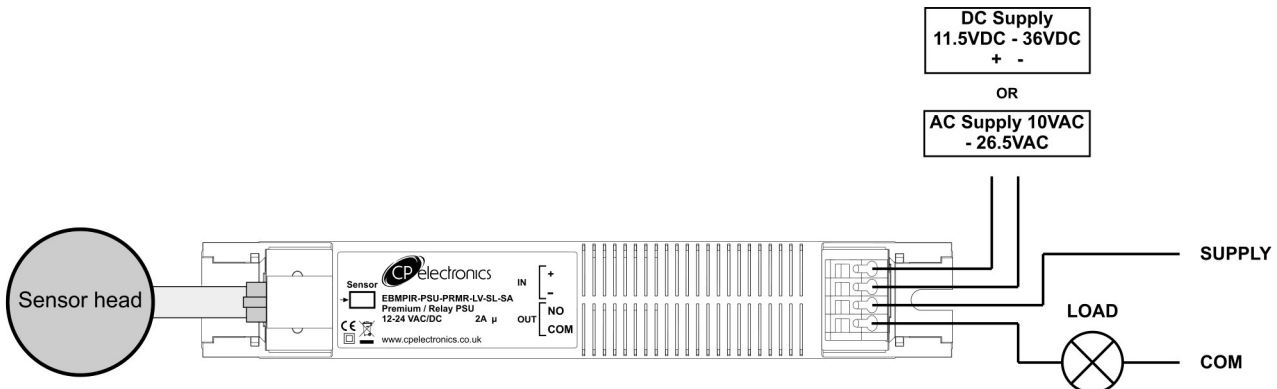 DC Supply
11.5VDC - 36VDC
+ -
OR
AC Supply 10VAC
- 26.5VAC
Sensor head
CP electronics
Sensor
EBMPIR-PSU-PRMR-LV-SL-SA
Premium / Relay PSU
12-24 VAC/DC 2A µ
www.cpelectronics.co.uk
CE
IN
+
-
OUT
NO
COM
SUPPLY
LOAD
COM